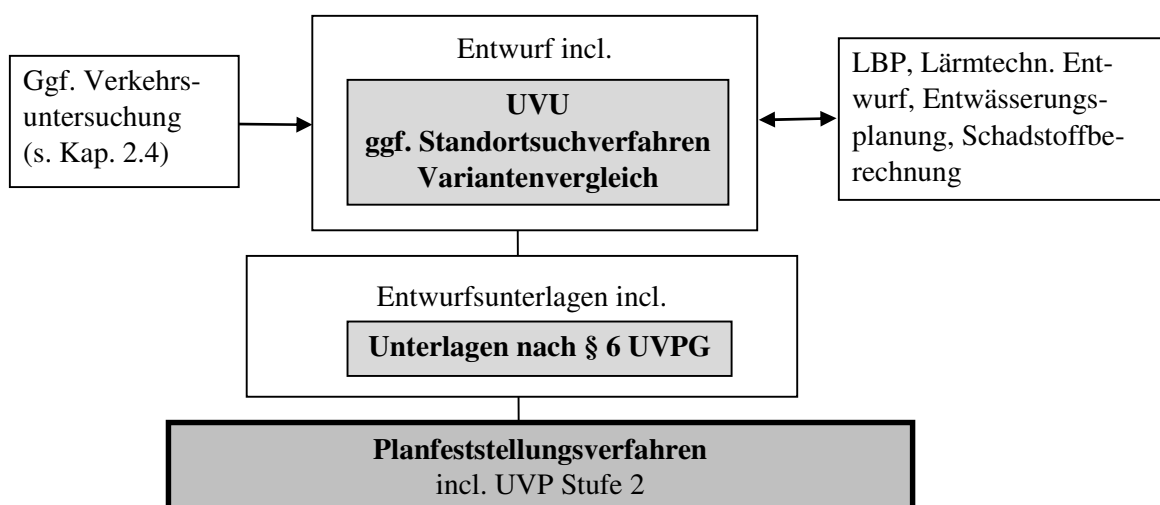 Ggf. Verkehrs-
untersuchung
(s. Kap. 2.4)
Entwurf incl.
UVU
ggf. Standortsuchverfahren
Variantenvergleich
LBP, Lärmtechn. Ent-
wurf, Entwässerungs-
planung, Schadstoffbe-
rechnung
Entwurfsunterlagen incl.
Unterlagen nach § 6 UVPG
Planfeststellungsverfahren
incl. UVP Stufe 2